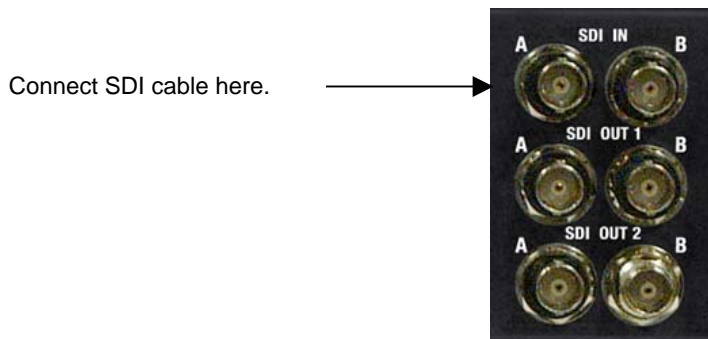 SDI IN
A B
Connect SDI cable here.
SDI OUT 1
A B
SDI OUT 2
A B